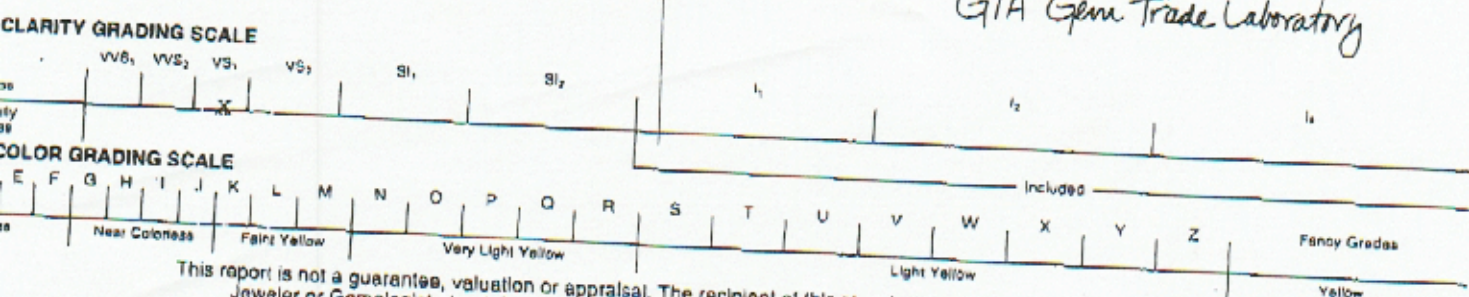 GIA Gem Trade Laboratory
CLARITY GRADING SCALE
VVS₁ VVS₂ VS₁ VS₂ SI₁ SI₂ I₁ I₂ I₃
X
Included
COLOR GRADING SCALE
E F G H I J K L M N O P Q R S T U V W X Y Z Fancy Grades
Near Colorless Faint Yellow Very Light Yellow Light Yellow Yellow
This report is not a guarantee, valuation or appraisal. The recipient of this
Jeweler or